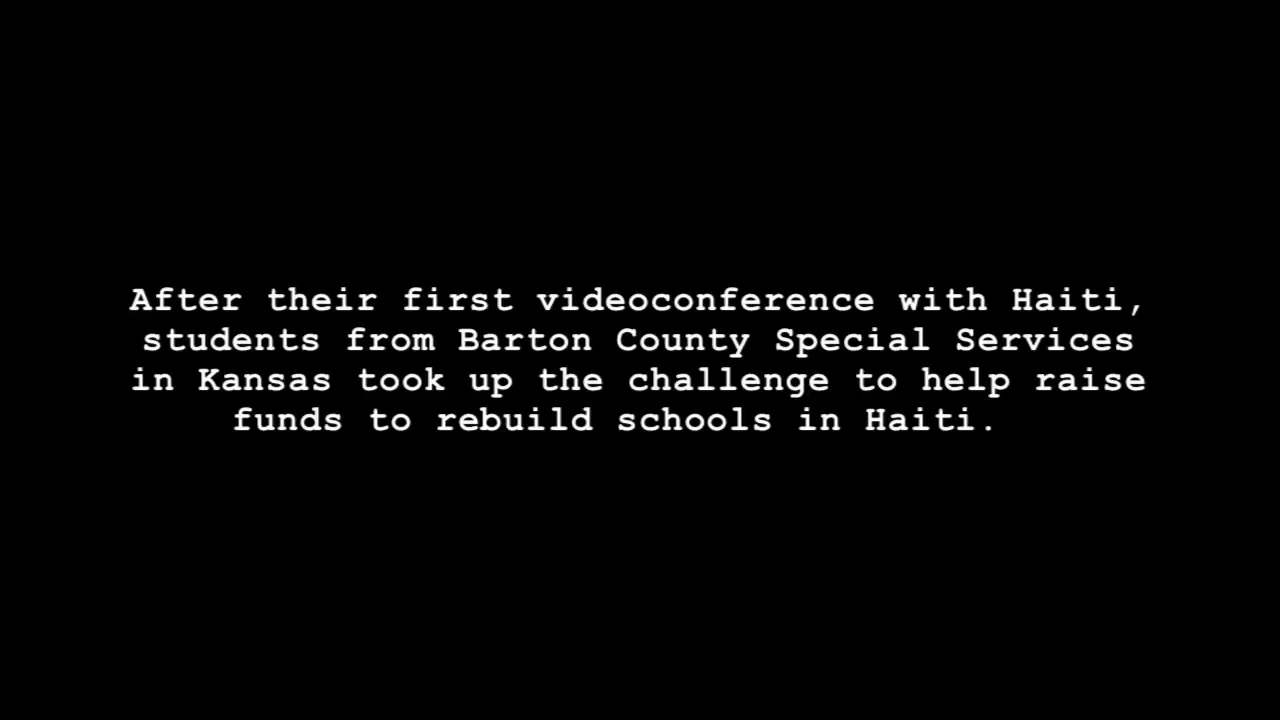 After their first videoconference with Haiti,
students from Barton County Special Services
in Kansas took up the challenge to help raise
funds to rebuild schools in Haiti.